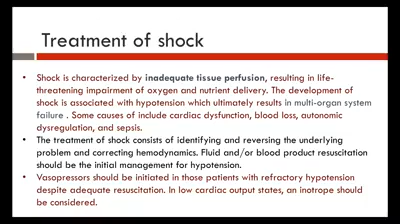 Treatment of shock
• Shock is characterized by inadequate tissue perfusion, resulting in life-
threatening impairment of oxygen and nutrient delivery. The development of
shock is associated with hypotension which ultimately results in multi-organ system
failure . Some causes of include cardiac dysfunction, blood loss, autonomic
dysregulation, and sepsis.
• The treatment of shock consists of identifying and reversing the underlying
problem and correcting hemodynamics. Fluid and/or blood product resuscitation
should be the initial management for hypotension.
• Vasopressors should be initiated in those patients with refractory hypotension
despite adequate resuscitation. In low cardiac output states, an inotrope should
be considered.